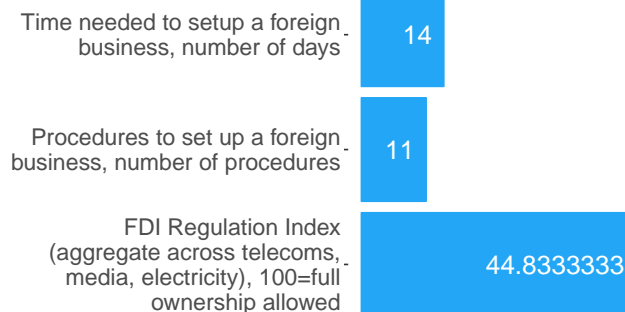 Time needed to setup a foreign
business, number of days
14
Procedures to set up a foreign
business, number of procedures
11
FDI Regulation Index
(aggregate across telecoms,
media, electricity), 100=full
ownership allowed
44.8333333